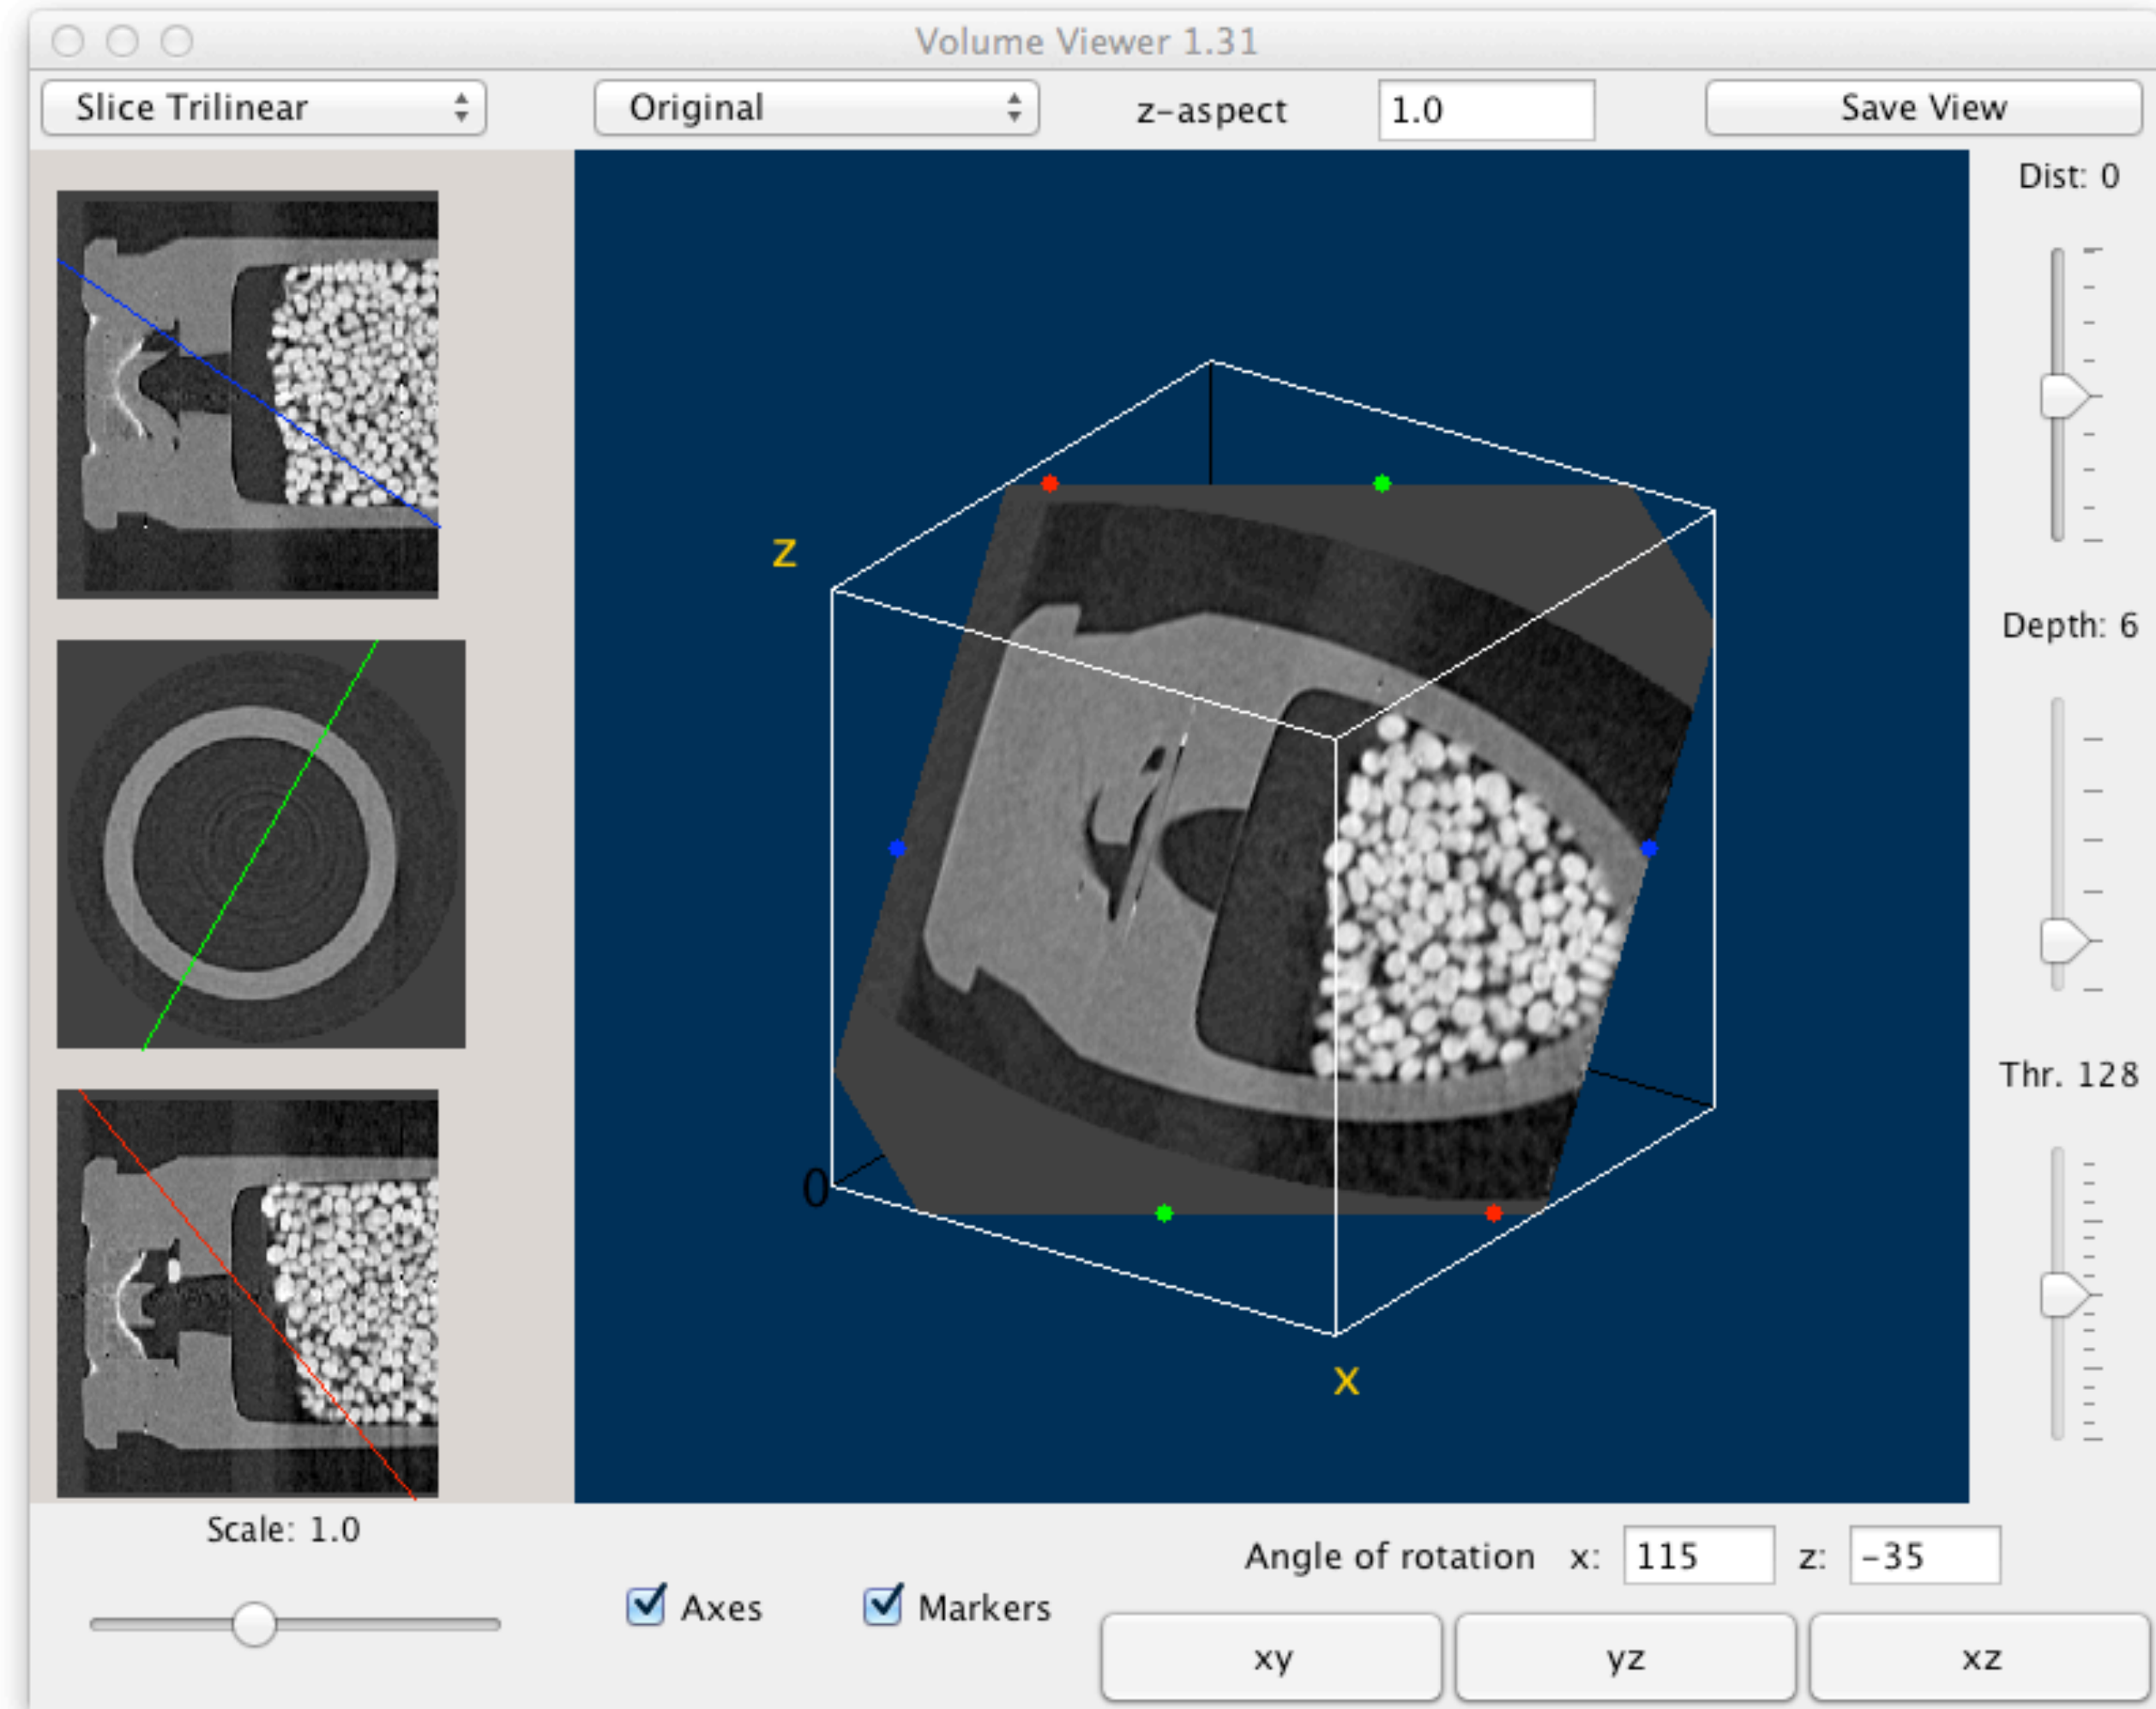 Volume Viewer 1.31
Slice Trilinear
Original
z-aspect
1.0
Save View
Dist: 0
z
Depth: 6
Thr. 128
0
x
Scale: 1.0
Angle of rotation x: 115 z: -35
Axes
Markers
xy
yz
xz